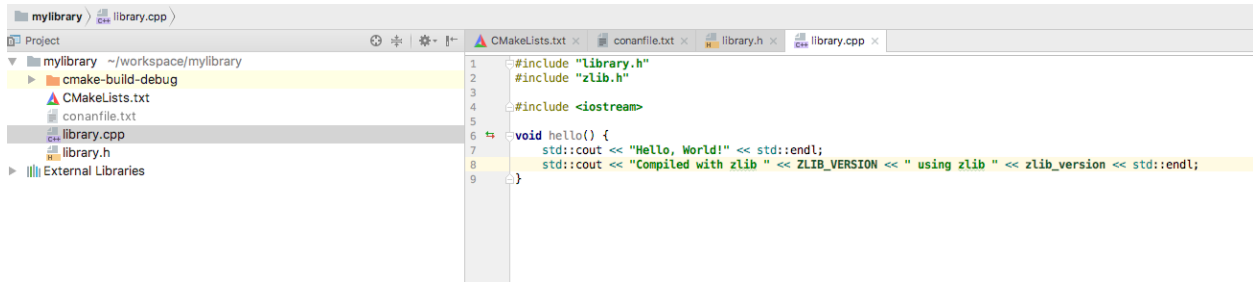 mylibrary library.cpp
Project
CMakeLists.txt conanfile.txt library.h library.cpp
mylibrary ~/workspace/mylibrary
cmake-build-debug
CMakeLists.txt
conanfile.txt
library.cpp
library.h
External Libraries
1 #include "library.h"
2 #include "zlib.h"
3
4 #include <iostream>
5
6 void hello() {
7 std::cout << "Hello, World!" << std::endl;
8 std::cout << "Compiled with zlib " << ZLIB_VERSION << " using zlib " << zlib_version << std::endl;
9 }